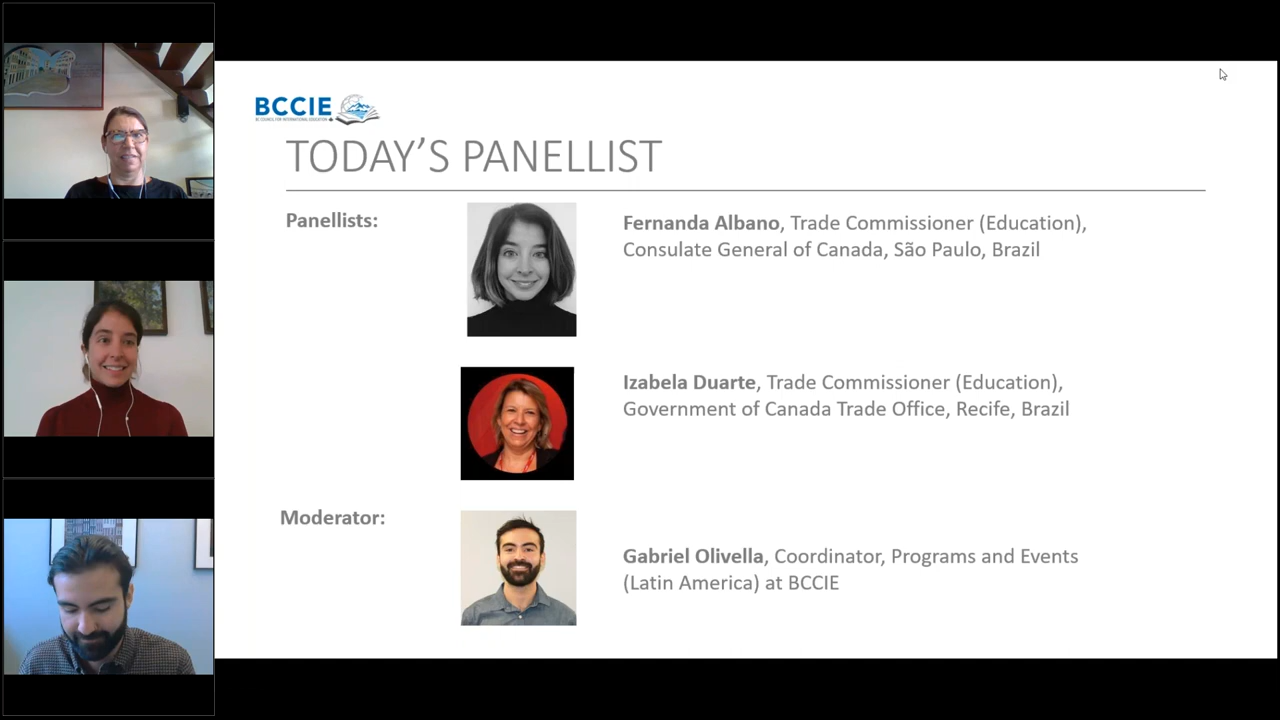 BCCIE
BC COUNCIL FOR INTERNATIONAL EDUCATION
TODAY'S PANELLIST
Panellists:
Fernanda Albano, Trade Commissioner (Education),
Consulate General of Canada, São Paulo, Brazil
Izabela Duarte, Trade Commissioner (Education),
Government of Canada Trade Office, Recife, Brazil
Moderator:
Gabriel Olivella, Coordinator, Programs and Events
(Latin America) at BCCIE